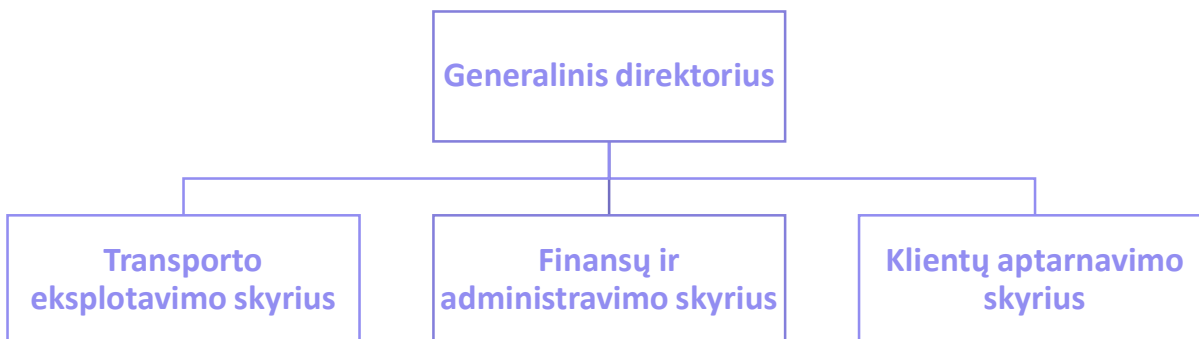 Generalinis direktorius
Transporto
eksplotavimo skyrius
Finansų ir
administravimo skyrius
Klientų aptarnavimo
skyrius